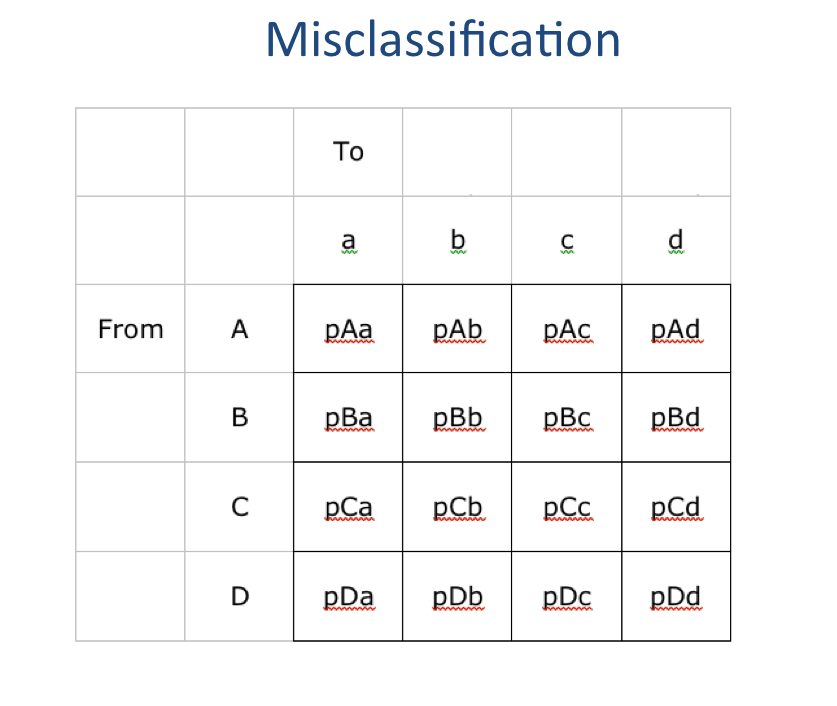 Misclassification
To
a b c d
From A pAa pAb pAc pAd
B pBa pBb pBc pBd
C pCa pCb pCc pCd
D pDa pDb pDc pDd